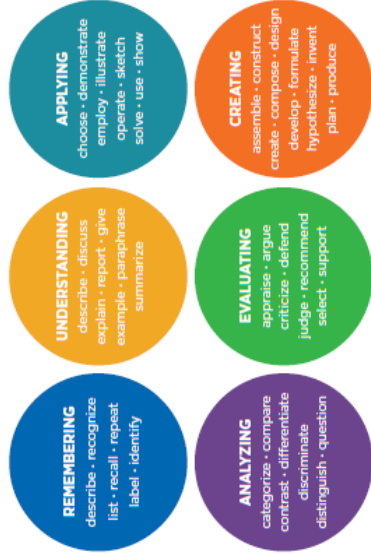 REMEMBERING
describe • recognize
list • recall • repeat
label • identify
UNDERSTANDING
describe • discuss
explain • report • give
example • paraphrase
summarize
APPLYING
choose • demonstrate
employ • illustrate
operate • sketch
solve • use • show
ANALYZING
categorize • compare
contrast • differentiate
discriminate
distinguish • question
EVALUATING
appraise • argue
criticize • defend
judge • recommend
select • support
CREATING
assemble • construct
create • compose • design
develop • formulate
hypothesize • invent
plan • produce